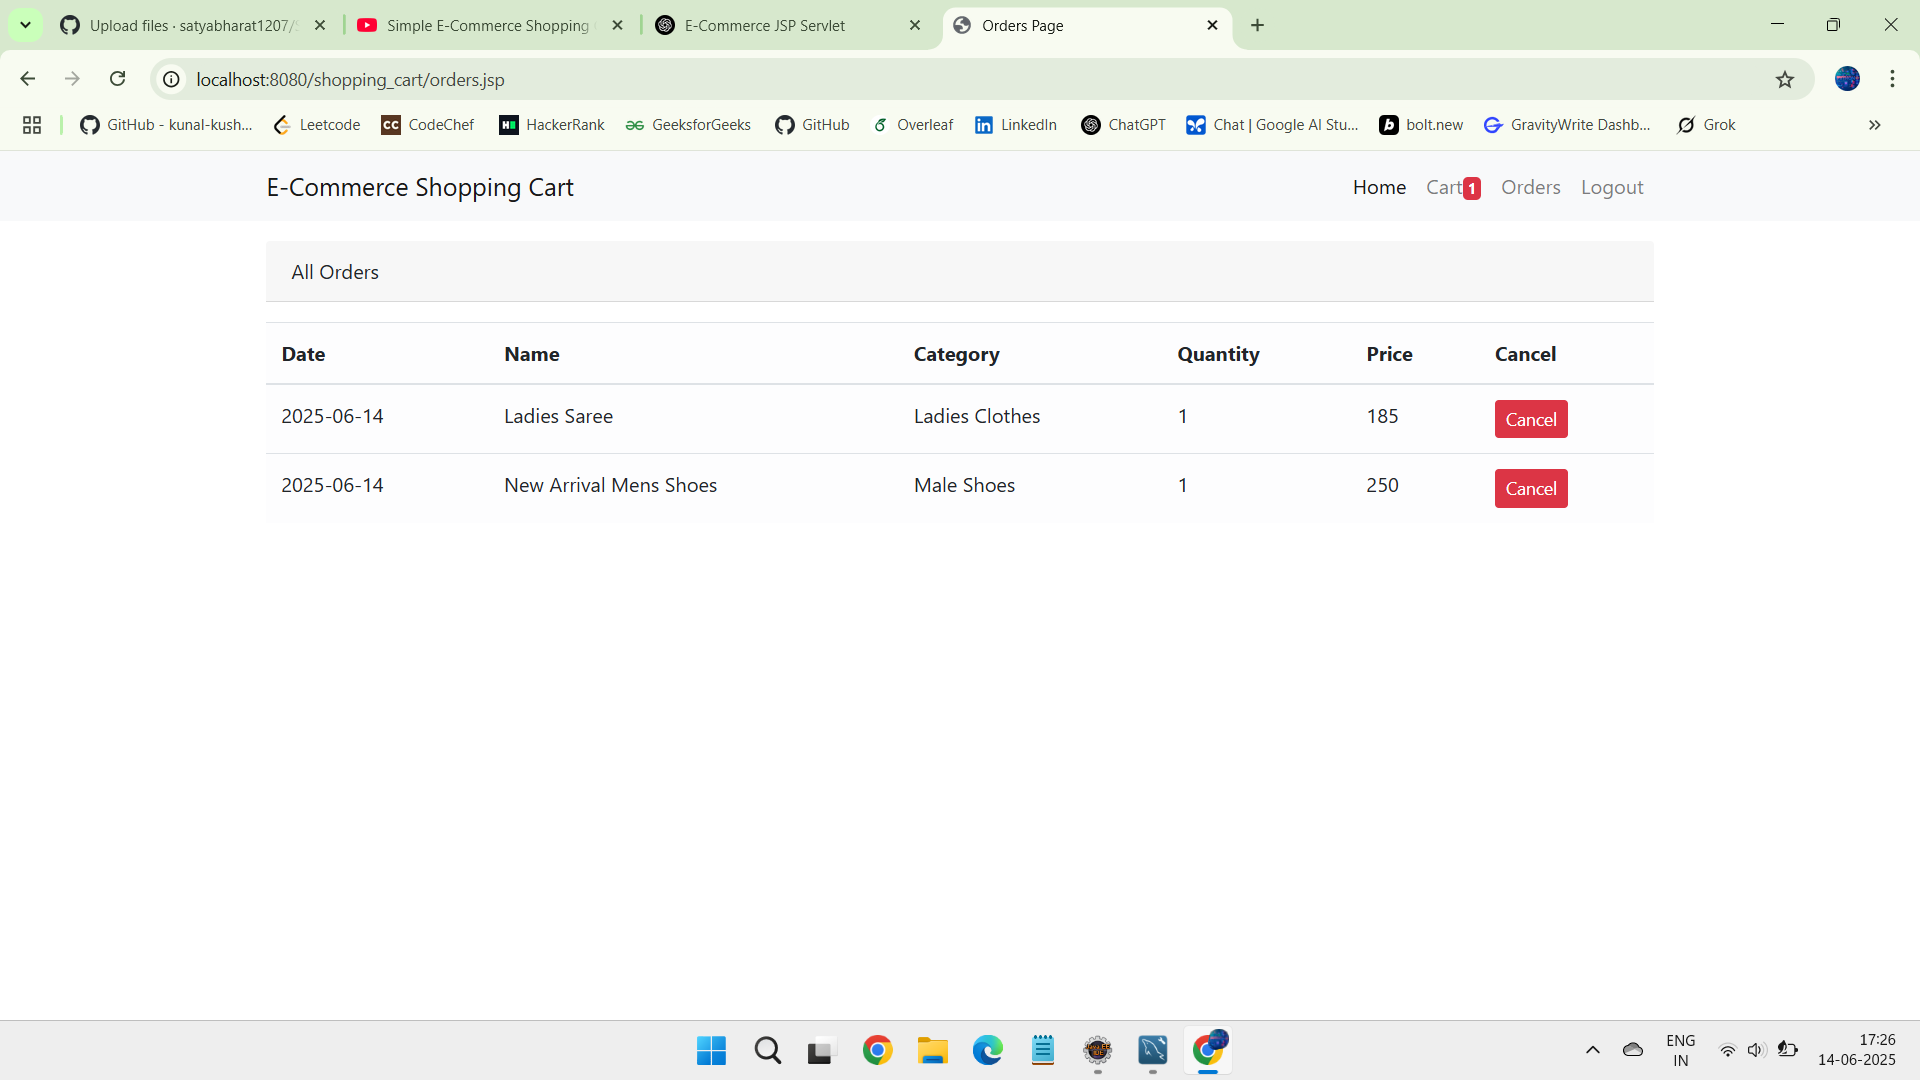 Upload files · satyabharat1207/S
Simple E-Commerce Shopping
E-Commerce JSP Servlet
Orders Page
localhost:8080/shopping_cart/orders.jsp
GitHub - kunal-kush...
Leetcode
CC CodeChef
H HackerRank
GeeksforGeeks
GitHub
Overleaf
in LinkedIn
ChatGPT
Chat | Google AI Stu...
b bolt.new
GravityWrite Dashb...
Grok
E-Commerce Shopping Cart
Home Cart 1 Orders Logout
All Orders
Date Name Category Quantity Price Cancel
2025-06-14 Ladies Saree Ladies Clothes 1 185 Cancel
2025-06-14 New Arrival Mens Shoes Male Shoes 1 250 Cancel
ENG
IN
17:26
14-06-2025